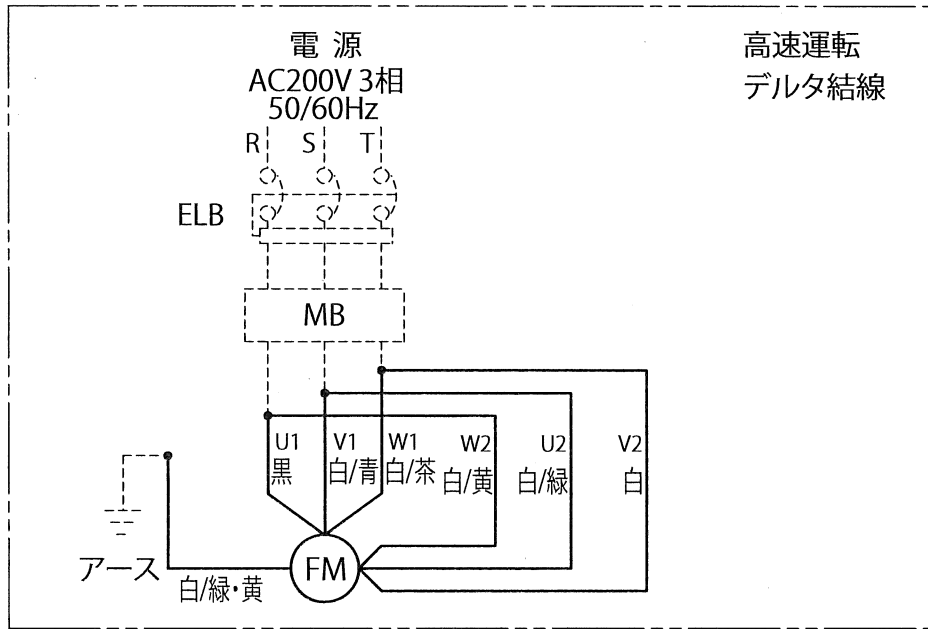 電 源
AC200V 3相
50/60Hz
高速運転
デルタ結線
R S T
ELB
MB
U1 V1 W1 W2 U2 V2
黒 白/青 白/茶 白/黄 白/緑 白
アース
白/緑・黄
FM